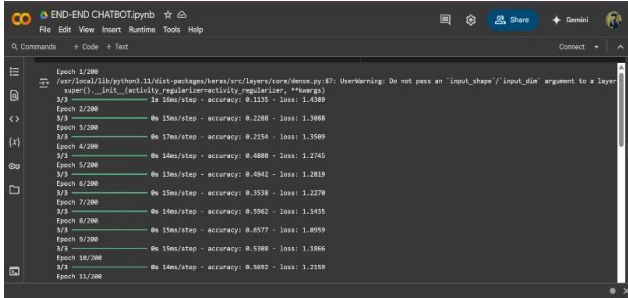 CO END-END CHATBOT.ipynb
File Edit View Insert Runtime Tools Help
Share
Gemini
Commands + Code + Text
Connect
Epoch 1/200
/usr/local/lib/python3.11/dist-packages/keras/src/layers/core/dense.py:87: UserWarning: Do not pass an `input_shape`/`input_dim` argument to a layer
super().__init__(activity_regularizer=activity_regularizer, **kwargs)
3/3 1s 16ms/step - accuracy: 0.1135 - loss: 1.4389
Epoch 2/200
3/3 0s 15ms/step - accuracy: 0.2288 - loss: 1.3088
Epoch 3/200
3/3 0s 17ms/step - accuracy: 0.2154 - loss: 1.3509
Epoch 4/200
3/3 0s 14ms/step - accuracy: 0.4808 - loss: 1.2745
Epoch 5/200
3/3 0s 13ms/step - accuracy: 0.4942 - loss: 1.2819
Epoch 6/200
3/3 0s 15ms/step - accuracy: 0.3538 - loss: 1.2270
Epoch 7/200
3/3 0s 14ms/step - accuracy: 0.5962 - loss: 1.1435
Epoch 8/200
3/3 0s 15ms/step - accuracy: 0.6577 - loss: 1.0959
Epoch 9/200
3/3 0s 15ms/step - accuracy: 0.5308 - loss: 1.1866
Epoch 10/200
3/3 0s 14ms/step - accuracy: 0.5692 - loss: 1.2159
Epoch 11/200